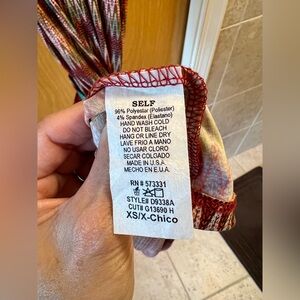 SELF
96% Polyester (Poliester)
4% Spandex (Elastano)
HAND WASH COLD
DO NOT BLEACH
HANG OR LINE DRY
LAVE FRIO A MANO
NO USAR CLORO
SECAR COLGADO
MADE IN U.S.A.
MECHO EN E.U.A.
RN # 573331
STYLE# D9338A
CUT# G13690 H
XS/X-Chico